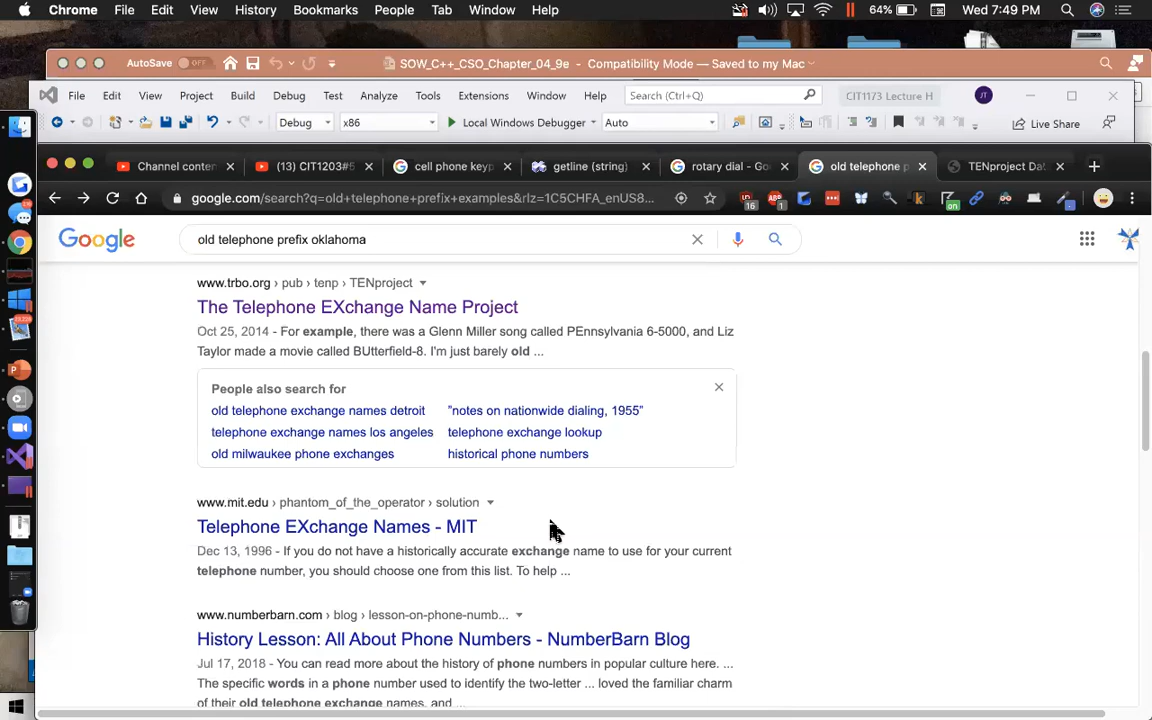 Chrome File Edit View History Bookmarks People Tab Window Help 64% Wed 7:49 PM
AutoSave OFF SOW_C++_CSO_Chapter_04_9e - Compatibility Mode — Saved to my Mac
File Edit View Project Build Debug Test Analyze Tools Extensions Window Help Search (Ctrl+Q) CIT1173 Lecture H JT
Debug x86 Local Windows Debugger Auto Live Share
Channel conten (13) CIT1203#5 cell phone keyp getline (string) rotary dial - Goo old telephone p TENproject Dat
google.com/search?q=old+telephone+prefix+examples&rlz=1C5CHFA_enUS8... 16 1 on
Google old telephone prefix oklahoma
www.trbo.org › pub › tenp › TENproject
The Telephone EXchange Name Project
Oct 25, 2014 - For example, there was a Glenn Miller song called PEnnsylvania 6-5000, and Liz
Taylor made a movie called BUtterfield-8. I'm just barely old ...
People also search for
old telephone exchange names detroit "notes on nationwide dialing, 1955"
telephone exchange names los angeles telephone exchange lookup
old milwaukee phone exchanges historical phone numbers
www.mit.edu › phantom_of_the_operator › solution
Telephone EXchange Names - MIT
Dec 13, 1996 - If you do not have a historically accurate exchange name to use for your current
telephone number, you should choose one from this list. To help ...
www.numberbarn.com › blog › lesson-on-phone-numb...
History Lesson: All About Phone Numbers - NumberBarn Blog
Jul 17, 2018 - You can read more about the history of phone numbers in popular culture here. ...
The specific words in a phone number used to identify the two-letter ... loved the familiar charm
of their old telephone exchange names, and ...